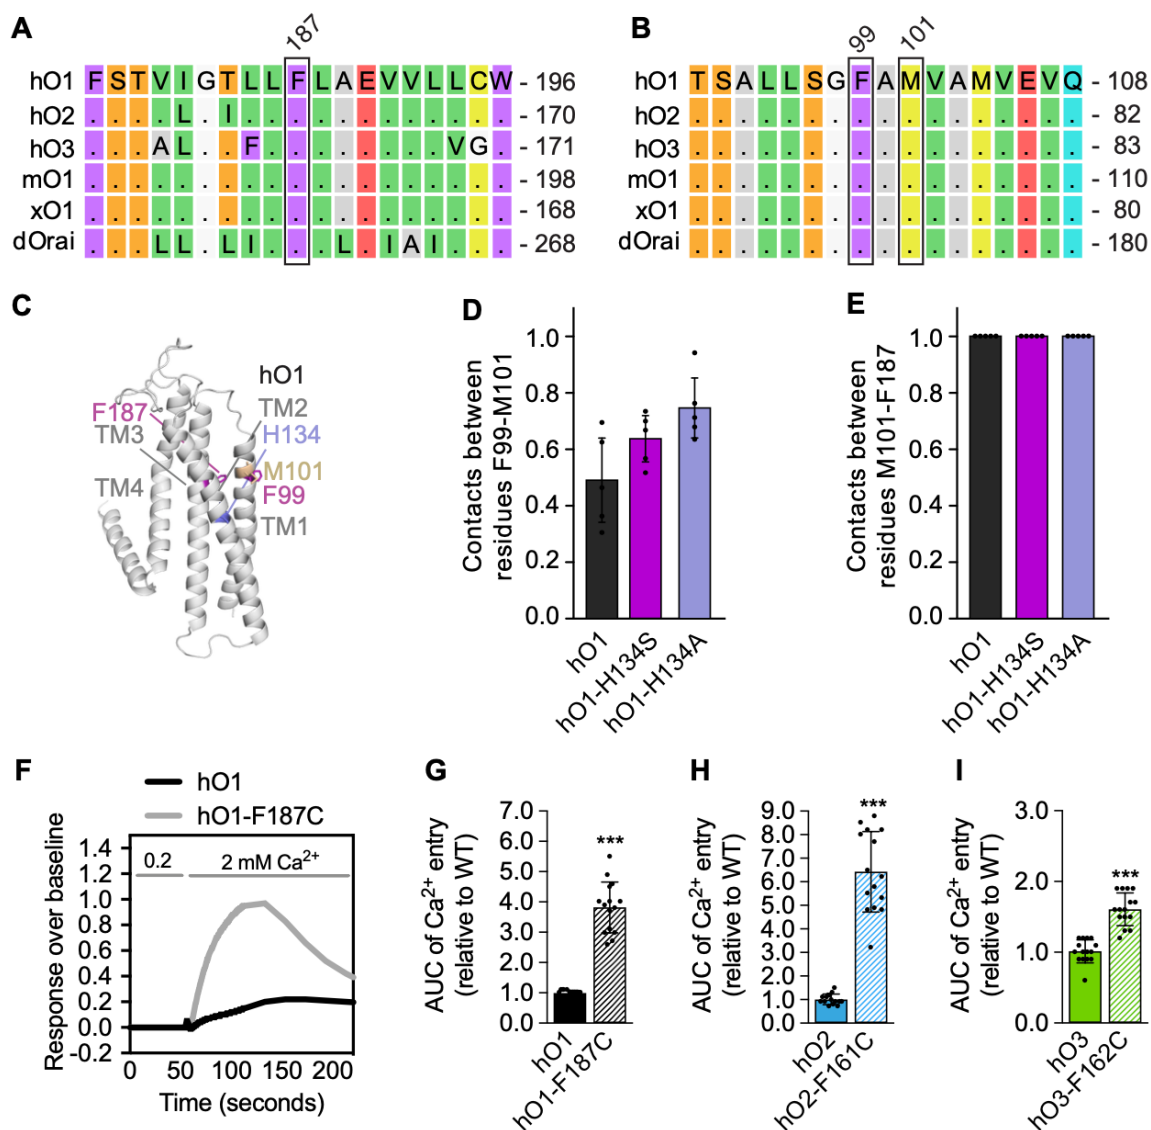 A
187
hO1 F S T V I G T L L F L A E V V L L C W - 196
hO2 . . . . L . I . . . . . . . . . . . . - 170
hO3 . . . A L . . F . . . . . . . . V G . - 171
mO1 . . . . . . . . . . . . . . . . . . . - 198
xO1 . . . . . . . . . . . . . . . . . . . - 168
dOrai . . . L L . L I . . . L . I A I . . . - 268
B
99 101
hO1 T S A L L S G F A M V A M V E V Q - 108
hO2 . . . . . . . . . . . . . . . . . - 82
hO3 . . . . . . . . . . . . . . . . . - 83
mO1 . . . . . . . . . . . . . . . . . - 110
xO1 . . . . . . . . . . . . . . . . . - 80
dOrai . . . . . . . . . . . . . . . . . - 180
C
hO1
F187
TM2
TM3
H134
M101
TM4
F99
TM1
D
Contacts between
residues F99-M101
1.0
0.8
0.6
0.4
0.2
0.0
hO1
hO1-H134S
hO1-H134A
E
Contacts between
residues M101-F187
1.0
0.8
0.6
0.4
0.2
0.0
hO1
hO1-H134S
hO1-H134A
F
hO1
hO1-F187C
Response over baseline
1.4
1.2
1.0
0.8
0.6
0.4
0.2
0.0
-0.2
0.2
2 mM Ca²⁺
0 50 100 150 200
Time (seconds)
G
AUC of Ca²⁺ entry
(relative to WT)
7.0
6.0
5.0
4.0
3.0
2.0
1.0
0.0
***
hO1
hO1-F187C
H
AUC of Ca²⁺ entry
(relative to WT)
9.0
8.0
7.0
6.0
5.0
4.0
3.0
2.0
1.0
0.0
***
hO2
hO2-F161C
I
AUC of Ca²⁺ entry
(relative to WT)
3.0
2.0
1.0
0.0
***
hO3
hO3-F162C